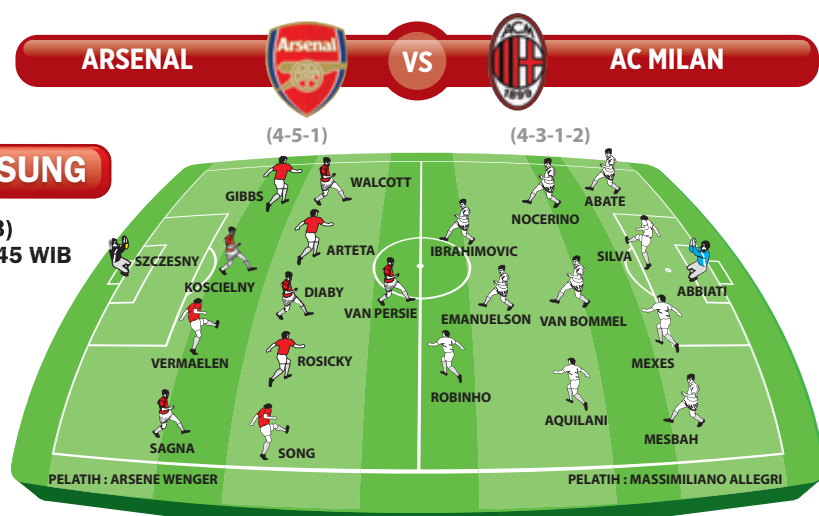 ARSENAL
Arsenal
VS
ACM
1899
AC MILAN
(4-5-1)
(4-3-1-2)
SUNG
3)
45 WIB
GIBBS
WALCOTT
ARTETA
SZCZESNY
KOSCIELNY
DIABY
VAN PERSIE
VERMAELEN
ROSICKY
SAGNA
SONG
IBRAHIMOVIC
NOCERINO
ABATE
SILVA
ABBIATI
EMANUELSON
VAN BOMMEL
MEXES
ROBINHO
AQUILANI
MESBAH
PELATIH : ARSENE WENGER
PELATIH : MASSIMILIANO ALLEGRI